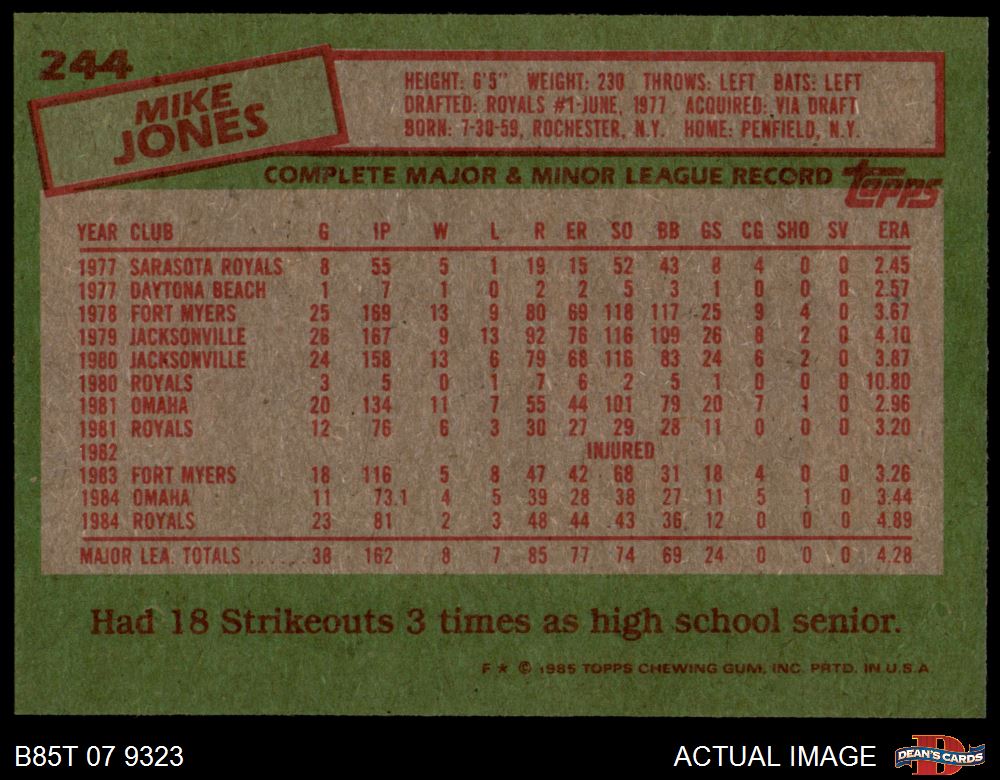 244
MIKE
JONES
HEIGHT: 6'5" WEIGHT: 230 THROWS: LEFT BATS: LEFT
DRAFTED: ROYALS #1-JUNE, 1977 ACQUIRED: VIA DRAFT
BORN: 7-30-59, ROCHESTER, N.Y. HOME: PENFIELD, N.Y.
COMPLETE MAJOR & MINOR LEAGUE RECORD topps
YEAR CLUB G IP W L R ER SO BB GS CG SHO SV ERA
1977 SARASOTA ROYALS 8 55 5 1 19 15 52 43 8 4 0 0 2.45
1977 DAYTONA BEACH 1 7 1 0 2 2 5 3 1 0 0 0 2.57
1978 FORT MYERS 25 169 13 9 80 69 118 117 25 9 4 0 3.67
1979 JACKSONVILLE 26 167 9 13 92 76 116 109 26 8 2 0 4.10
1980 JACKSONVILLE 24 158 13 6 79 68 116 83 24 6 2 0 3.87
1980 ROYALS 3 5 0 1 7 6 2 5 1 0 0 0 10.80
1981 OMAHA 20 134 11 7 55 44 101 79 20 7 1 0 2.96
1981 ROYALS 12 76 6 3 30 27 29 28 11 0 0 0 3.20
1982 INJURED
1983 FORT MYERS 18 116 5 8 47 42 68 31 18 4 0 0 3.26
1984 OMAHA 11 73.1 4 5 39 28 38 27 11 5 1 0 3.44
1984 ROYALS 23 81 2 3 48 44 43 36 12 0 0 0 4.89
MAJOR LEA. TOTALS ...... 38 162 8 7 85 77 74 69 24 0 0 0 4.28
Had 18 Strikeouts 3 times as high school senior.
F ★ © 1985 TOPPS CHEWING GUM, INC. PRTD. IN U.S.A.
B85T 07 9323 ACTUAL IMAGE D DEAN'S CARDS